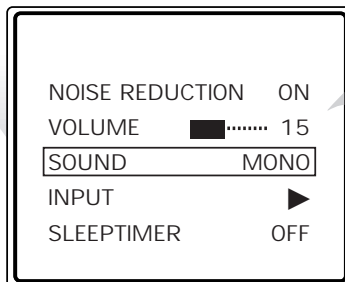 NOISE REDUCTION ON
VOLUME 15
SOUND MONO
INPUT
SLEEPTIMER OFF